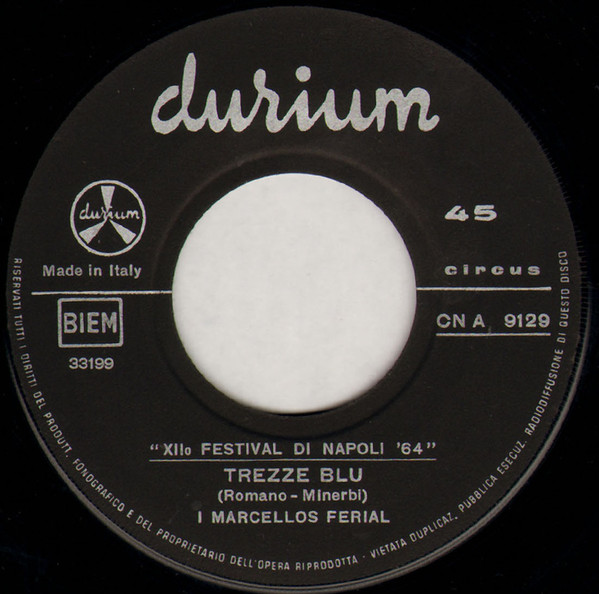 durium
durium
45
Made in Italy
circus
BIEM
CN A 9129
33199
"XIIo FESTIVAL DI NAPOLI '64"
TREZZE BLU
(Romano - Minerbi)
I MARCELLOS FERIAL
RISERVATI TUTTI I DIRITTI DEL PRODUTT. FONOGRAFICO E DEL PROPRIETARIO DELL'OPERA RIPRODOTTA - VIETATA DUPLICAZ. PUBBLICA ESECUZ. RADIODIFFUSIONE DI QUESTO DISCO